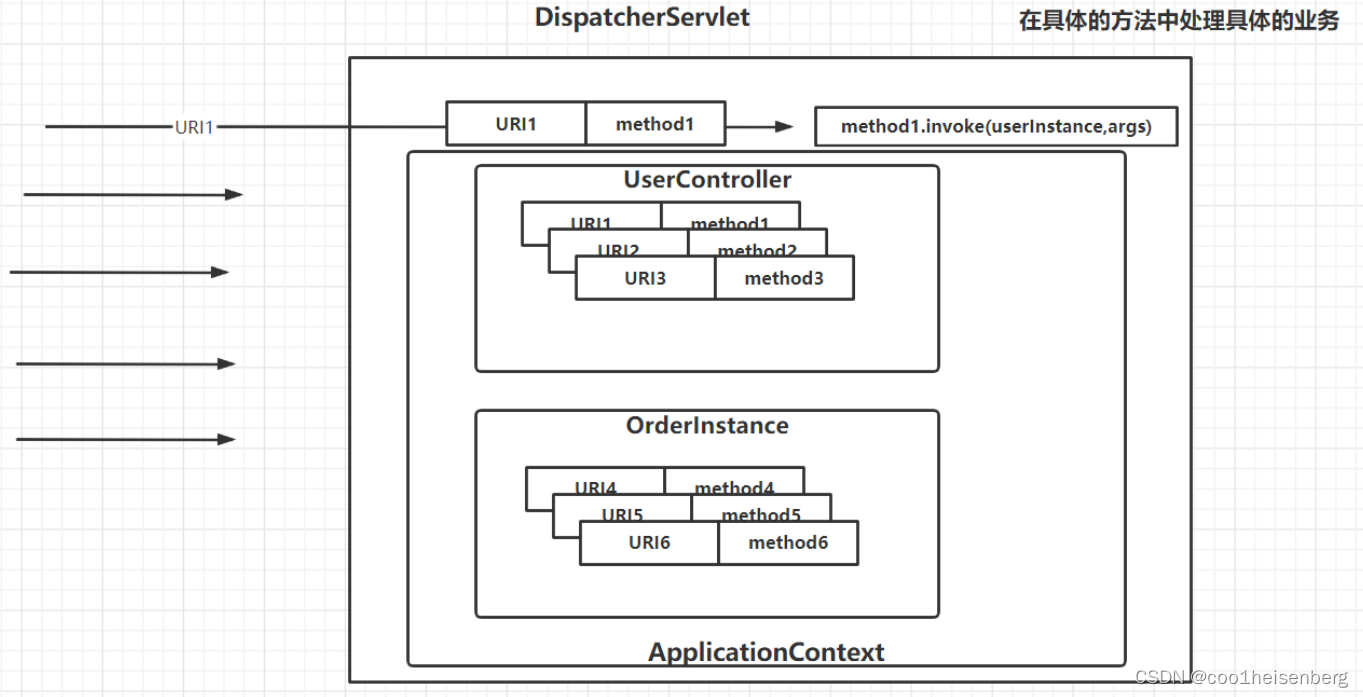 DispatcherServlet
在具体的方法中处理具体的业务
URI1
URI1 method1
method1.invoke(userInstance,args)
UserController
URI1 method1
URI2 method2
URI3 method3
OrderInstance
URI4 method4
URI5 method5
URI6 method6
ApplicationContext
CSDN @coo1heisenberg